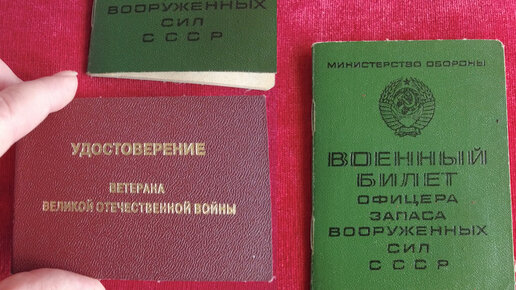 ВООРУЖЕННЫХ
СИЛ
СССР
УДОСТОВЕРЕНИЕ
ВЕТЕРАНА
ВЕЛИКОЙ ОТЕЧЕСТВЕННОЙ ВОЙНЫ
МИНИСТЕРСТВО ОБОРОНЫ
ВОЕННЫЙ
БИЛЕТ
ОФИЦЕРА
ЗАПАСА
ВООРУЖЕННЫХ
СИЛ
СССР